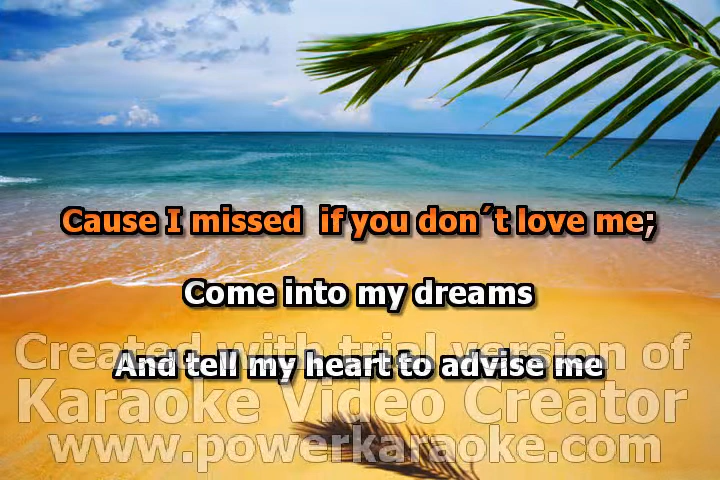 Cause I missed  if you don´t love me;
Come into my dreams
Created with trial version of
And tell my heart to advise me
Karaoke Video Creator
www.powerkaraoke.com